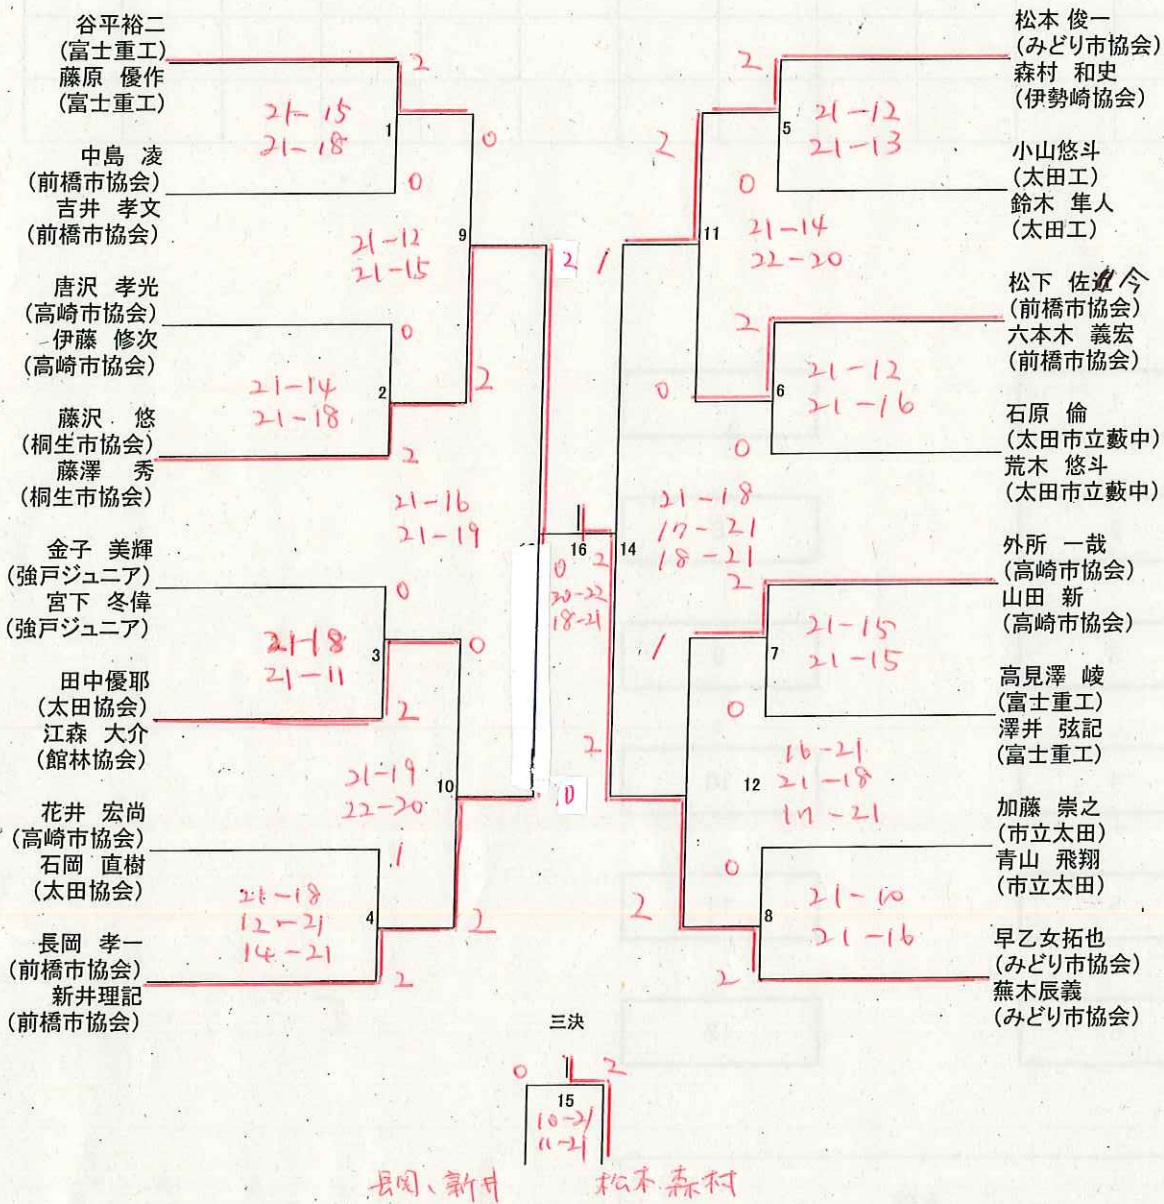 谷平裕二
(富士重工)
藤原 優作
(富士重工)
2
21-15
21-18
1
0
中島 凌
(前橋市協会)
吉井 孝文
(前橋市協会)
0
21-12
21-15
9
唐沢 孝光
(高崎市協会)
伊藤 修次
(高崎市協会)
0
21-14
21-18
2
2
藤沢 悠
(桐生市協会)
藤澤 秀
(桐生市協会)
2
21-16
21-19
金子 美輝
(強戸ジュニア)
宮下 冬偉
(強戸ジュニア)
0
21-18
21-11
3
0
田中優耶
(太田協会)
江森 大介
(館林協会)
2
21-19
22-20
10
花井 宏尚
(高崎市協会)
石岡 直樹
(太田協会)
1
21-18
12-21
14-21
4
2
長岡 孝一
(前橋市協会)
新井理記
(前橋市協会)
2
2
1
16
0 2
20-22
18-21
2
0
14
21-18
17-21
18-21
松本 俊一
(みどり市協会)
森村 和史
(伊勢崎協会)
2
5
21-12
21-13
2
0
小山悠斗
(太田工)
鈴木 隼人
(太田工)
11
21-14
22-20
松下 佐今
(前橋市協会)
六本木 義宏
(前橋市協会)
2
6
21-12
21-16
0
0
石原 倫
(太田市立藪中)
荒木 悠斗
(太田市立藪中)
外所 一哉
(高崎市協会)
山田 新
(高崎市協会)
2
7
21-15
21-15
1
0
高見澤 崚
(富士重工)
澤井 弦記
(富士重工)
12
16-21
21-18
17-21
加藤 崇之
(市立太田)
青山 飛翔
(市立太田)
0
8
21-10
21-16
2
2
早乙女拓也
(みどり市協会)
蕪木辰義
(みどり市協会)
三決
0 2
15
10-21
11-21
長岡、新井 松本 森村